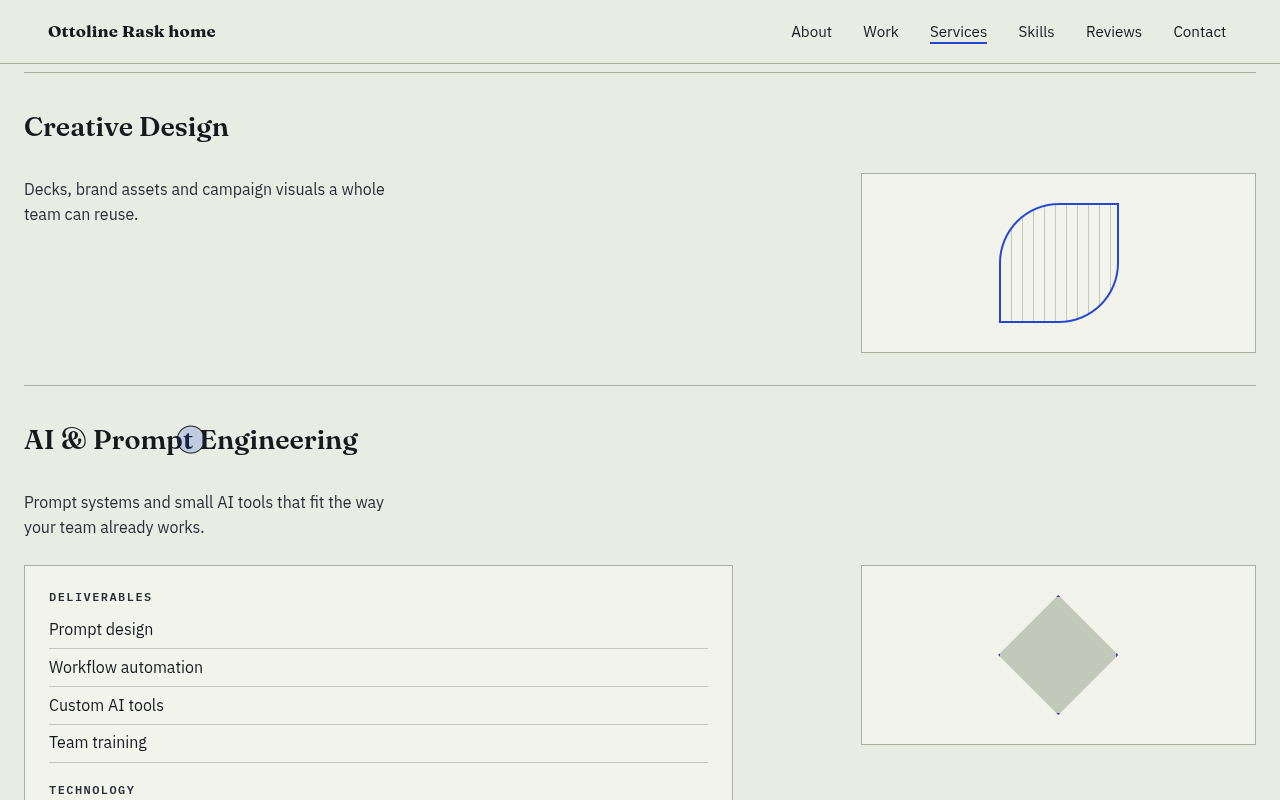 Ottoline Rask home
About
Work
Services
Skills
Reviews
Contact
Creative Design
Decks, brand assets and campaign visuals a whole
team can reuse.
AI & Prompt Engineering
Prompt systems and small AI tools that fit the way
your team already works.
DELIVERABLES
Prompt design
Workflow automation
Custom AI tools
Team training
TECHNOLOGY